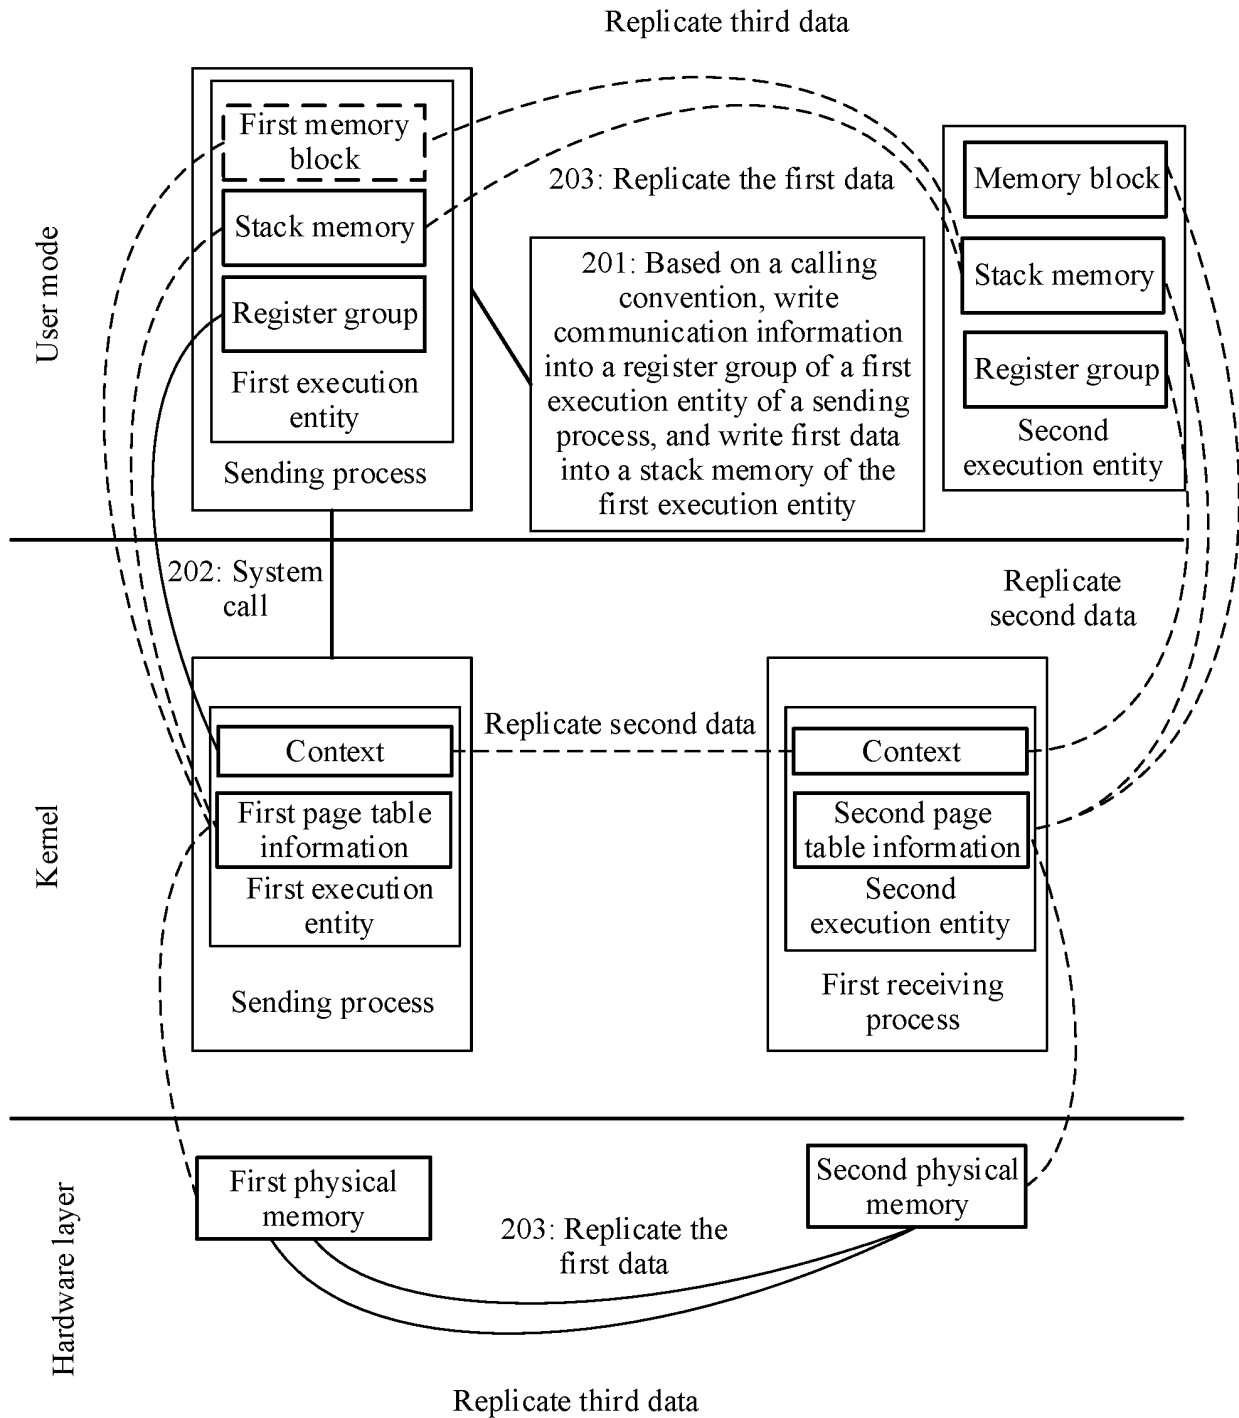 Replicate third data
First memory
block
Stack memory
Register group
First execution
entity
Sending process
203: Replicate the first data
201: Based on a calling
convention, write
communication information
into a register group of a first
execution entity of a sending
process, and write first data
into a stack memory of the
first execution entity
Memory block
Stack memory
Register group
Second
execution entity
User mode
202: System
call
Replicate
second data
Context
First page table
information
First execution
entity
Sending process
Replicate second data
Context
Second page
table information
Second
execution entity
First receiving
process
Kernel
First physical
memory
203: Replicate the
first data
Second physical
memory
Hardware layer
Replicate third data